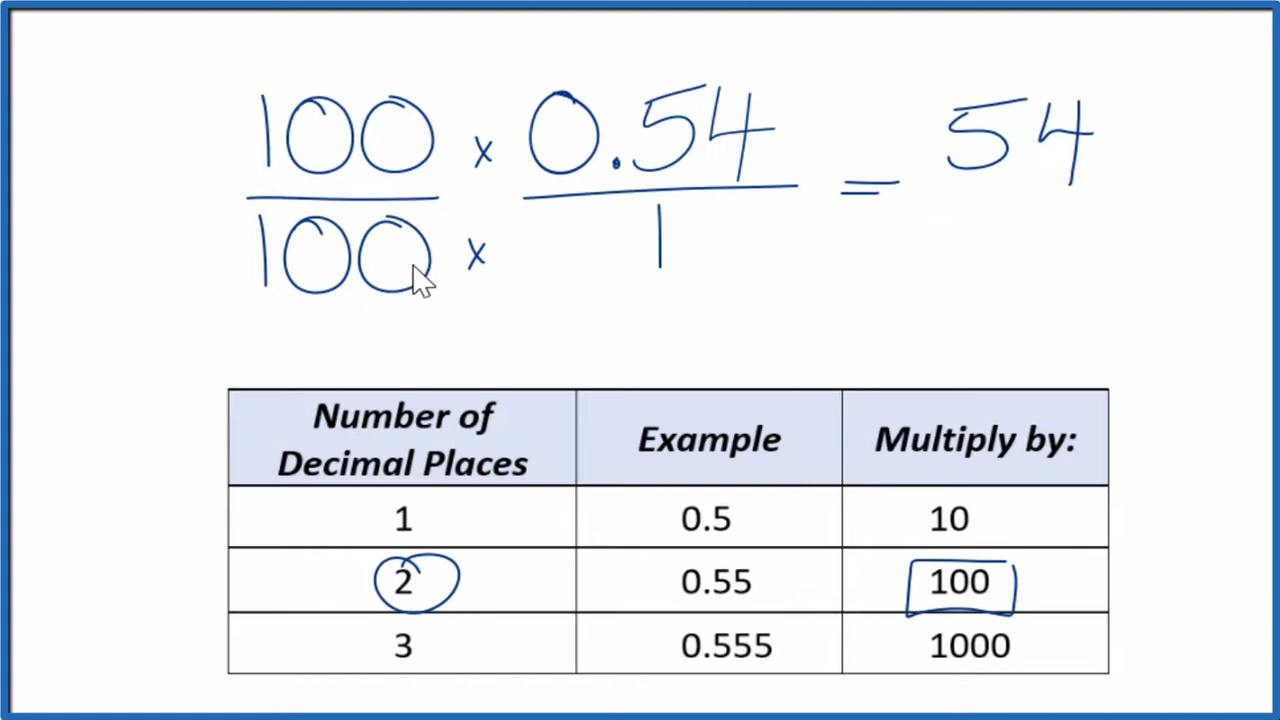 100 × 0.54 = 54
100 × 1
Number of Decimal Places Example Multiply by:
1 0.5 10
2 0.55 100
3 0.555 1000